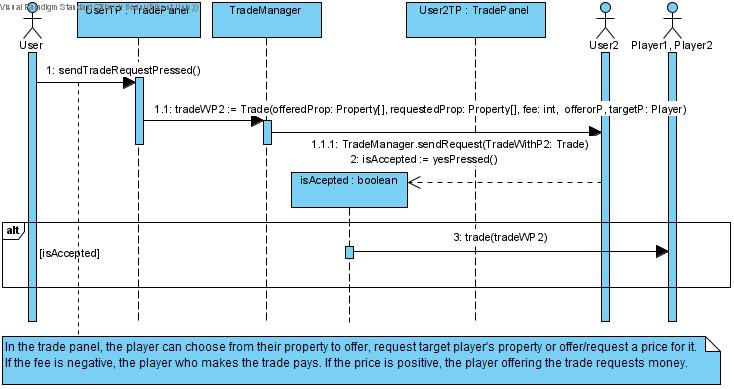 Visual Paradigm Standard
User1TP : TradePanel
TradeManager
User2TP : TradePanel
User
User2
Player1, Player2
1: sendTradeRequestPressed()
1.1: tradeWP2 := Trade(offeredProp: Property[], requestedProp: Property[], fee: int, offerorP, targetP: Player)
1.1.1: TradeManager.sendRequest(TradeWithP2: Trade)
2: isAccepted := yesPressed()
isAcepted : boolean
alt
3: trade(tradeWP2)
[isAccepted]
In the trade panel, the player can choose from their property to offer, request target player's property or offer/request a price for it.
If the fee is negative, the player who makes the trade pays. If the price is positive, the player offering the trade requests money.